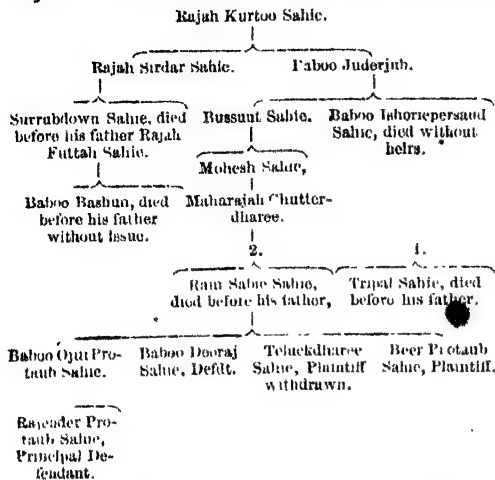 Rajah Kurtoo Sahie.
Rajah Sirdar Sahie. Baboo Juderjub.
Surrubdown Sahie, died before his father Rajah Futtah Sahie.
Bussunt Sahie.
Baboo Ishoriepersaud Sahie, died without heirs.
Mohesh Sahie,
Baboo Bashun, died before his father without issue.
Maharajah Chutter-
dharee.
2. 1.
Ram Sahie Sahie, died before his father,
Tripal Sahie, died before his father.
Baboo Ojut Pro-
taub Sahie.
Baboo Dooraj
Sahie, Defdt.
Teluckdharee
Sahie, Plaintiff
withdrawn.
Beer Protaub
Sahie, Plaintiff.
Rajender Pro-
taub Sahie,
Principal De-
fendant.